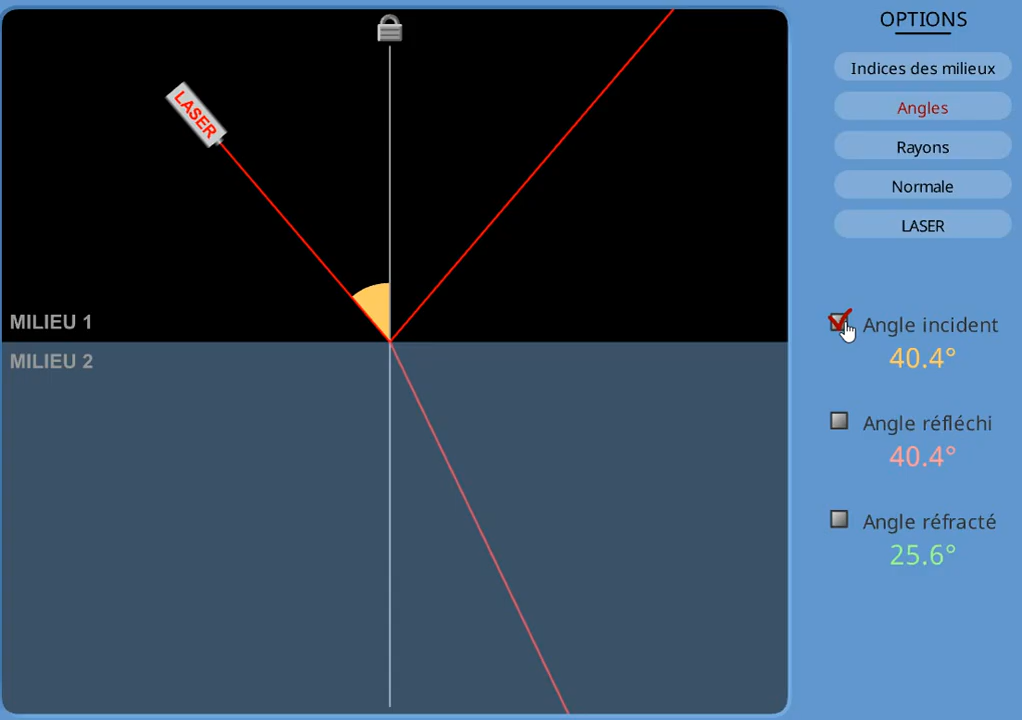 OPTIONS
Indices des milieux
Angles
Rayons
Normale
LASER
LASER
MILIEU 1
MILIEU 2
Angle incident
40.4°
Angle réfléchi
40.4°
Angle réfracté
25.6°